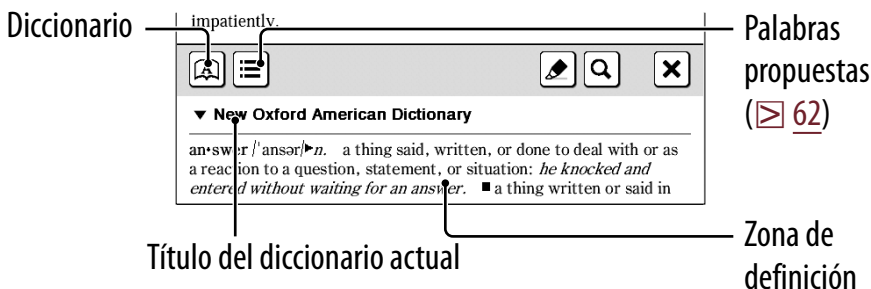 impatiently.
Diccionario
Palabras
propuestas
(> 62)
▼ New Oxford American Dictionary
an•swer /'ansər/►n. a thing said, written, or done to deal with or as
a reaction to a question, statement, or situation: he knocked and
entered without waiting for an answer. ■ a thing written or said in
Título del diccionario actual
Zona de
definición